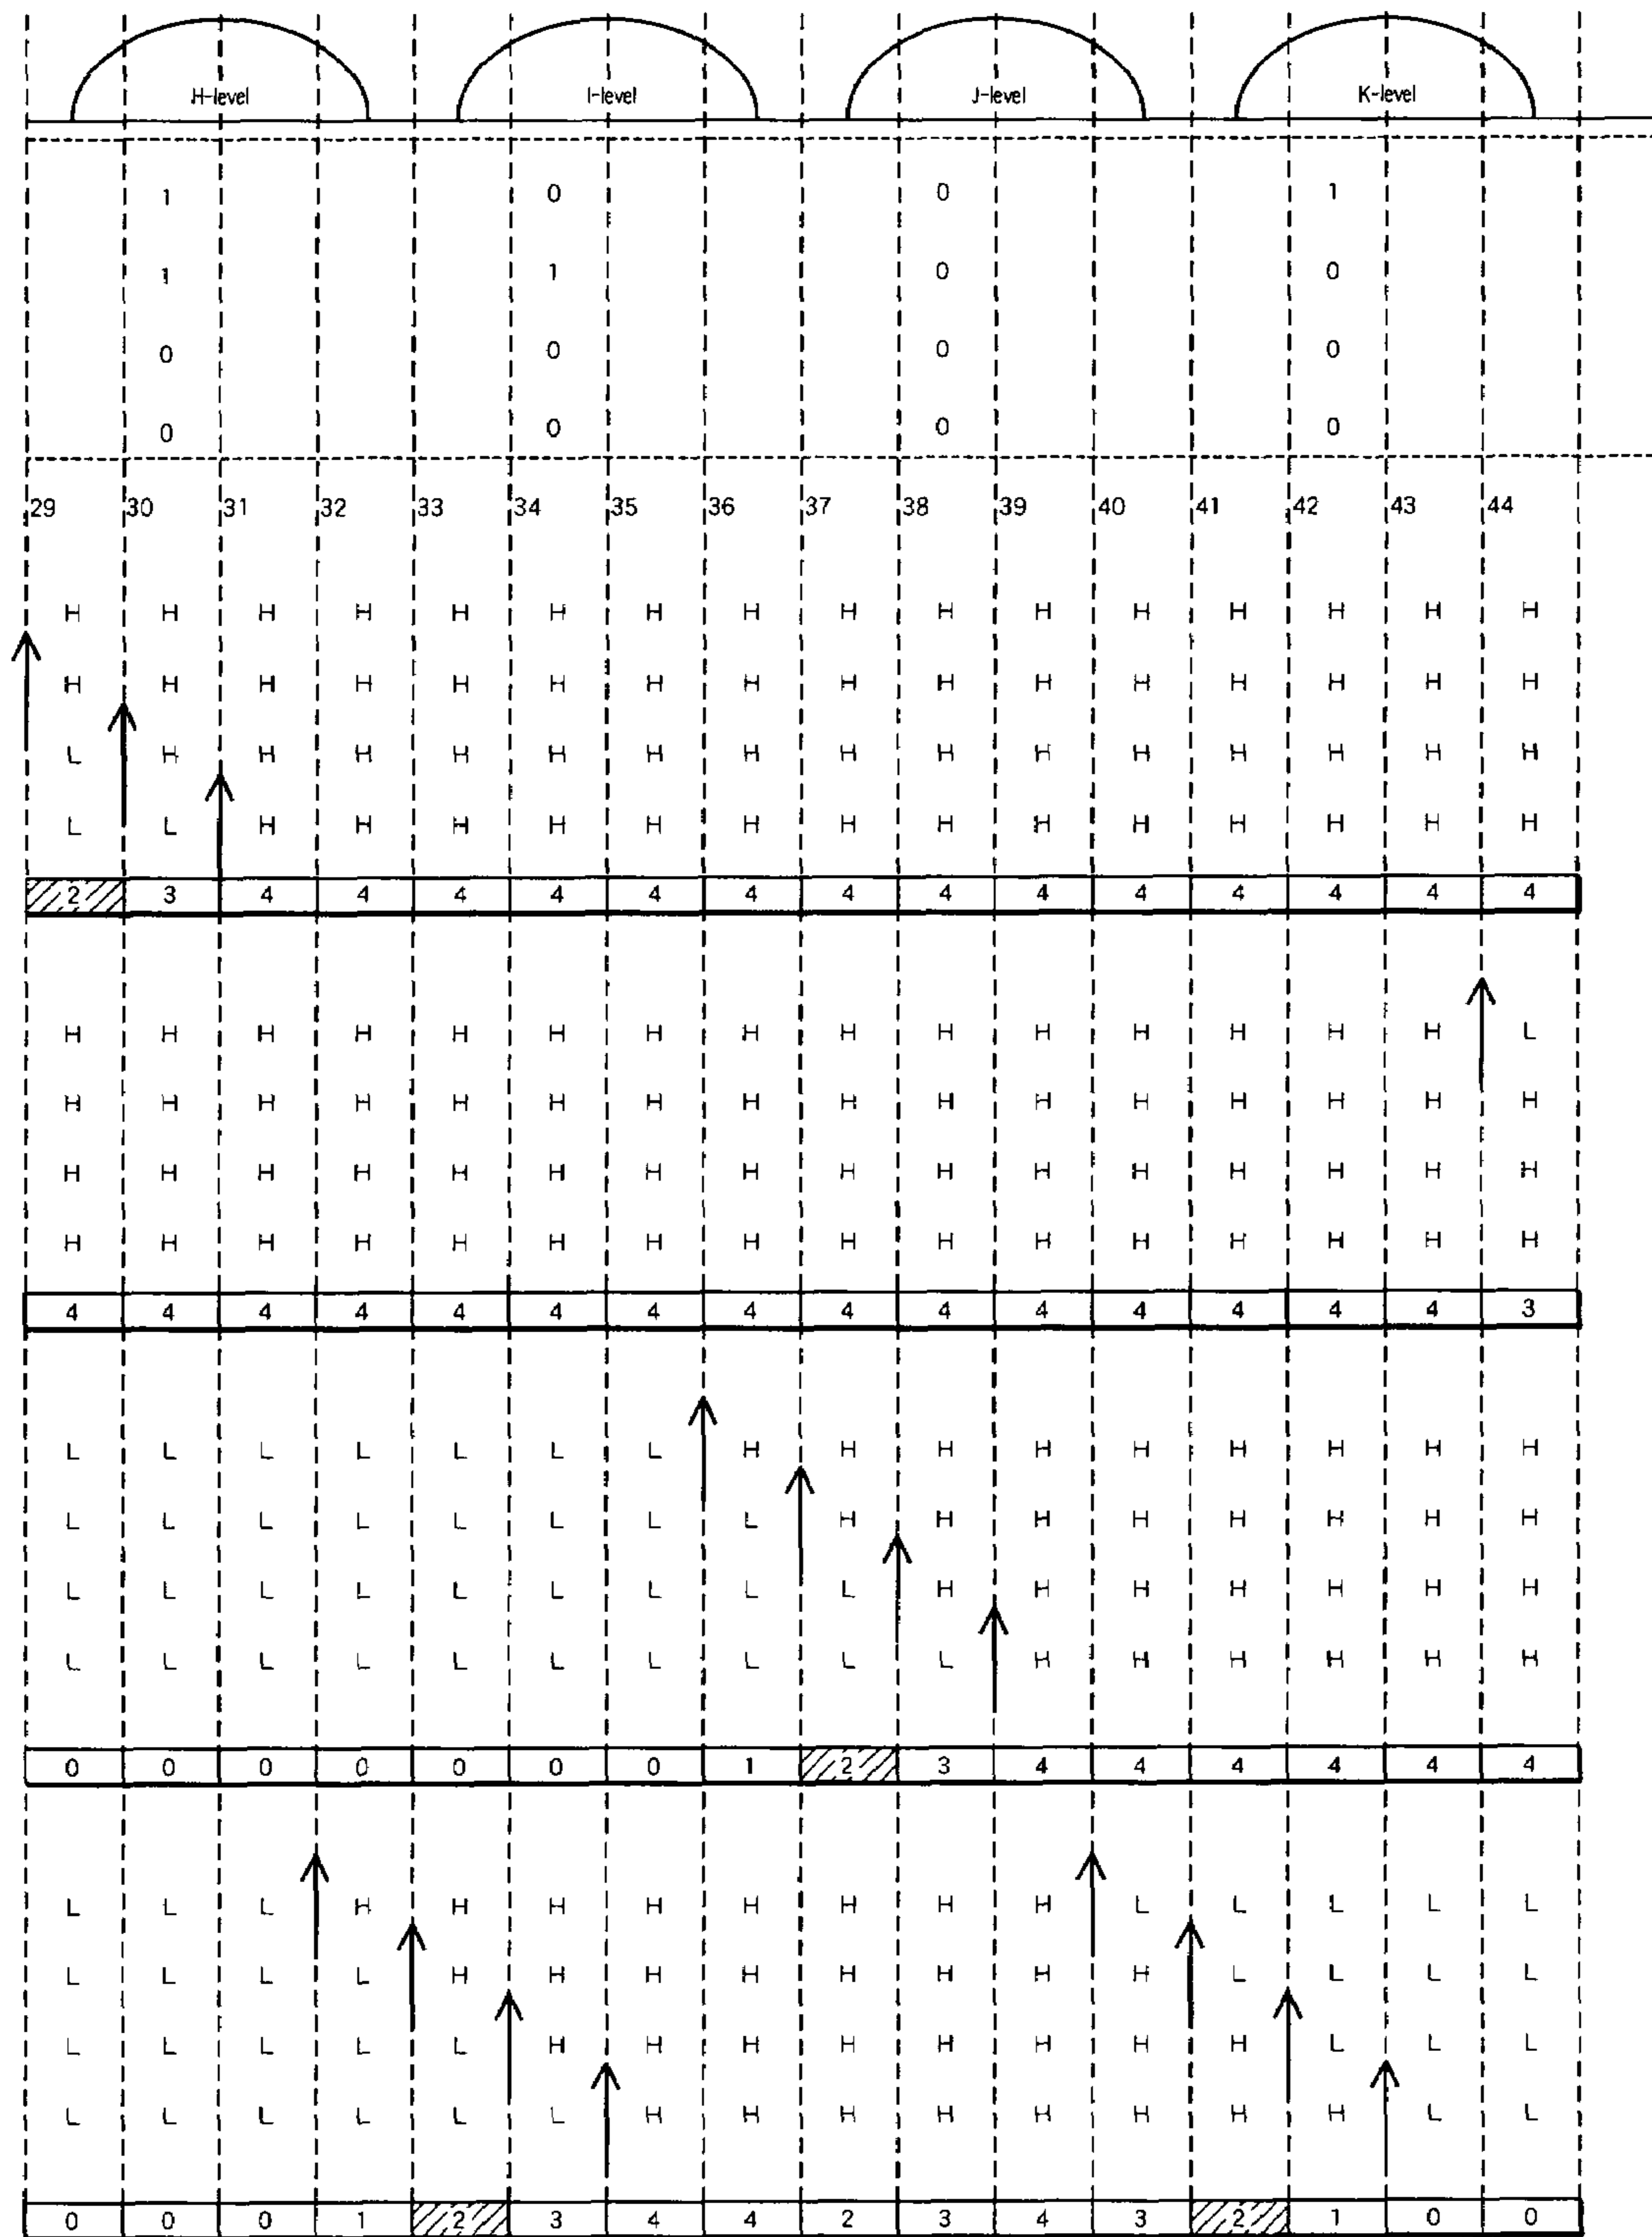 H-level I-level J-level K-level
1 0 0 1
1 1 0 0
0 0 0 0
0 0 0 0
29 30 31 32 33 34 35 36 37 38 39 40 41 42 43 44
H H H H H H H H H H H H H H H H
H H H H H H H H H H H H H H H H
L H H H H H H H H H H H H H H H
L L H H H H H H H H H H H H H H
2 3 4 4 4 4 4 4 4 4 4 4 4 4 4 4
H H H H H H H H H H H H H H H L
H H H H H H H H H H H H H H H H
H H H H H H H H H H H H H H H H
H H H H H H H H H H H H H H H H
4 4 4 4 4 4 4 4 4 4 4 4 4 4 4 3
L L L L L L L H H H H H H H H H
L L L L L L L L H H H H H H H H
L L L L L L L L L H H H H H H H
L L L L L L L L L L H H H H H H
0 0 0 0 0 0 0 1 2 3 4 4 4 4 4 4
L L L H H H H H H H H L L L L L
L L L L H H H H H H H H L L L L
L L L L L H H H H H H H H L L L
L L L L L L H H H H H H H H L L
0 0 0 1 2 3 4 4 2 3 4 3 2 1 0 0